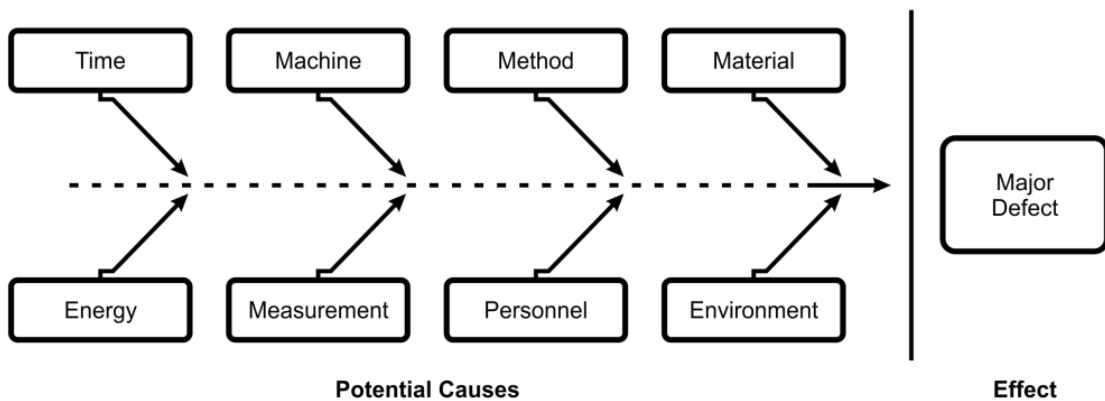 Time
Machine
Method
Material
Major
Defect
Energy
Measurement
Personnel
Environment
Potential Causes
Effect